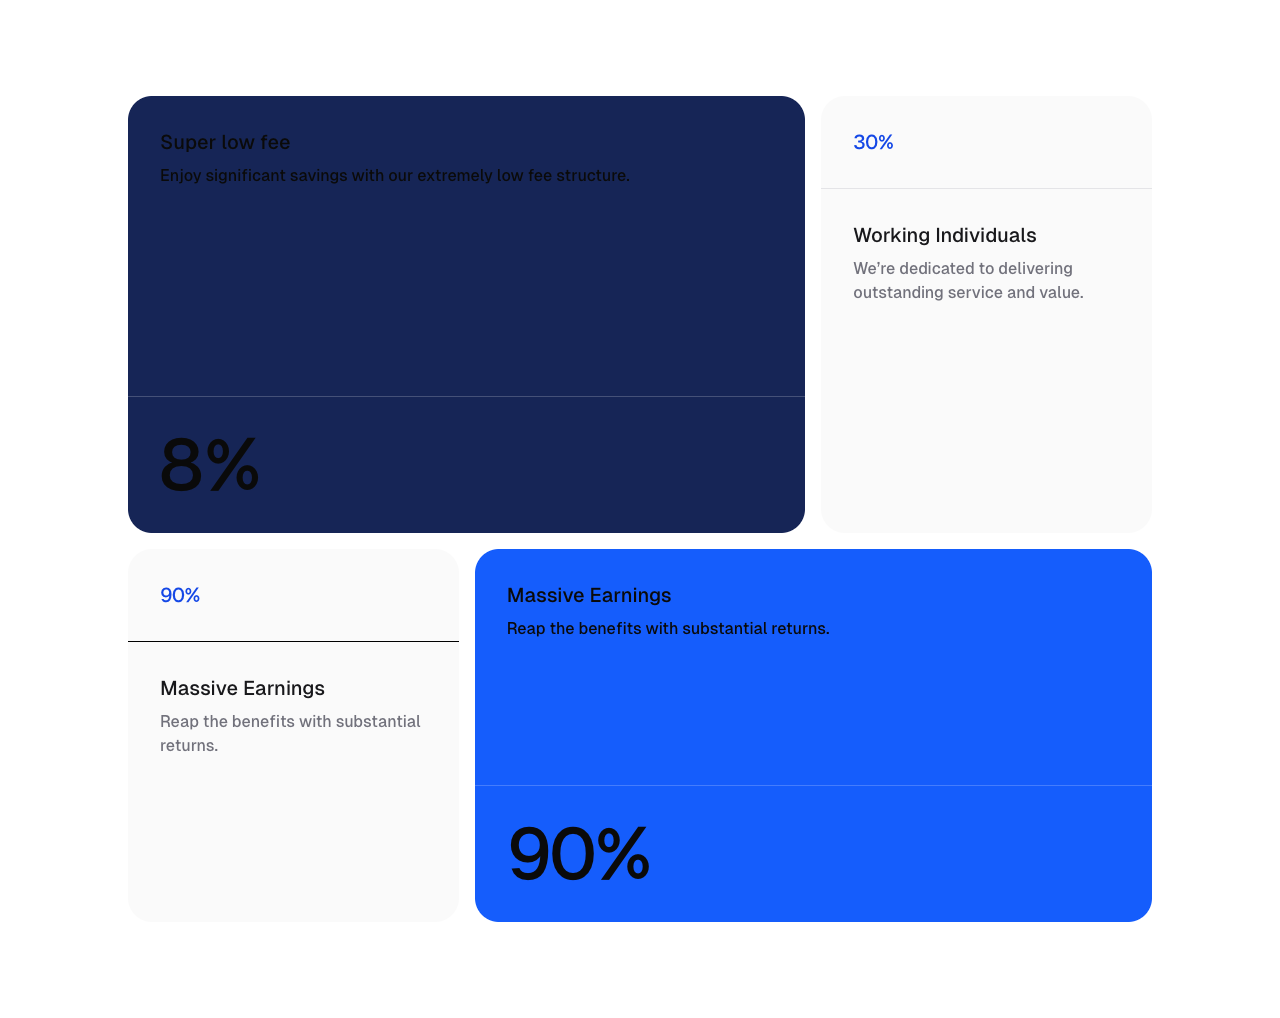 Super low fee
Enjoy significant savings with our extremely low fee structure.
8%
30%
Working Individuals
We’re dedicated to delivering
outstanding service and value.
90%
Massive Earnings
Reap the benefits with substantial
returns.
Massive Earnings
Reap the benefits with substantial returns.
90%